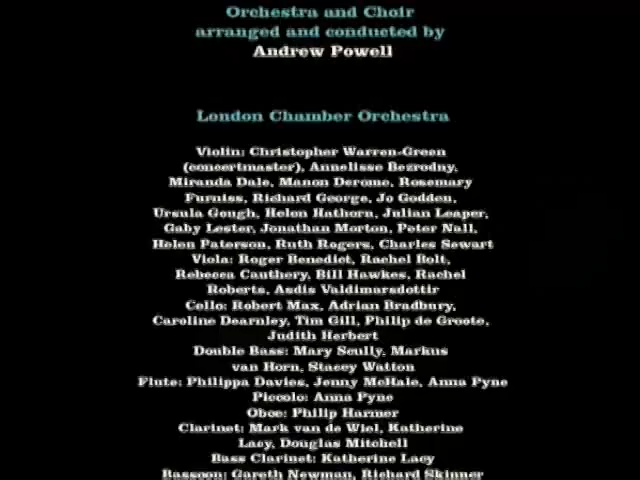 Orchestra and Choir
arranged and conducted by
Andrew Powell
London Chamber Orchestra
Violin: Christopher Warren-Green
(concertmaster), Annelisse Bezrodny,
Miranda Dale, Manon Derome, Rosemary
Furniss, Richard George, Jo Godden,
Ursula Gough, Helen Hathorn, Julian Leaper,
Gaby Lester, Jonathan Morton, Peter Nall,
Helen Paterson, Ruth Rogers, Charles Sewart
Viola: Roger Benedict, Rachel Bolt,
Rebecca Cauthery, Bill Hawkes, Rachel
Roberts, Asdis Valdimarsdottir
Cello: Robert Max, Adrian Bradbury,
Caroline Dearnley, Tim Gill, Philip de Groote,
Judith Herbert
Double Bass: Mary Scully, Markus
van Horn, Stacey Watton
Flute: Philippa Davies, Jenny McHale, Anna Pyne
Piccolo: Anna Pyne
Oboe: Philip Harmer
Clarinet: Mark van de Wiel, Katherine
Lacy, Douglas Mitchell
Bass Clarinet: Katherine Lacy
Bassoon: Gareth Newman, Richard Skinner